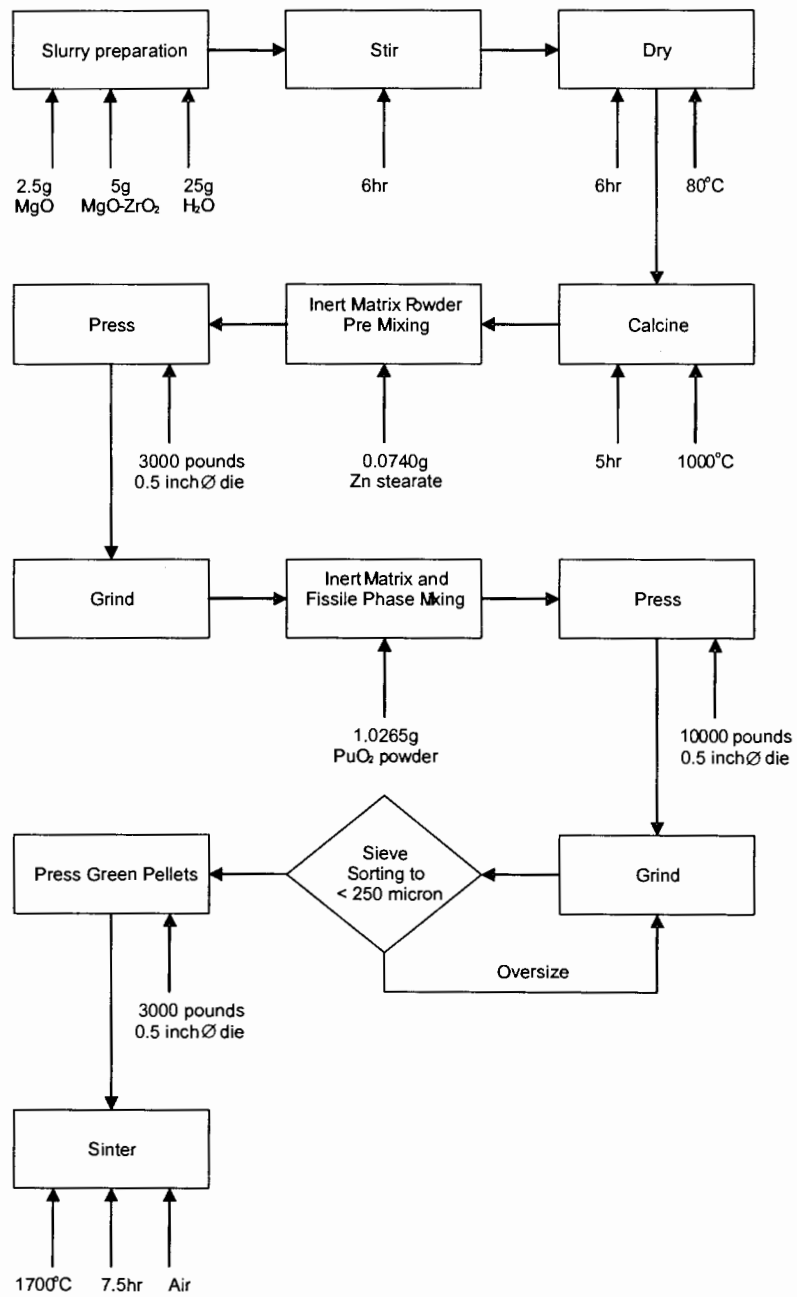 Slurry preparation
Stir
Dry
2.5g
MgO
5g
MgO-ZrO₂
25g
H₂O
6hr
6hr
80°C
Press
Inert Matrix Powder
Pre Mixing
Calcine
3000 pounds
0.5 inch Ø die
0.0740g
Zn stearate
5hr
1000°C
Grind
Inert Matrix and
Fissile Phase Mixing
Press
1.0265g
PuO₂ powder
10000 pounds
0.5 inch Ø die
Press Green Pellets
Sieve
Sorting to
< 250 micron
Grind
Oversize
3000 pounds
0.5 inch Ø die
Sinter
1700°C
7.5hr
Air